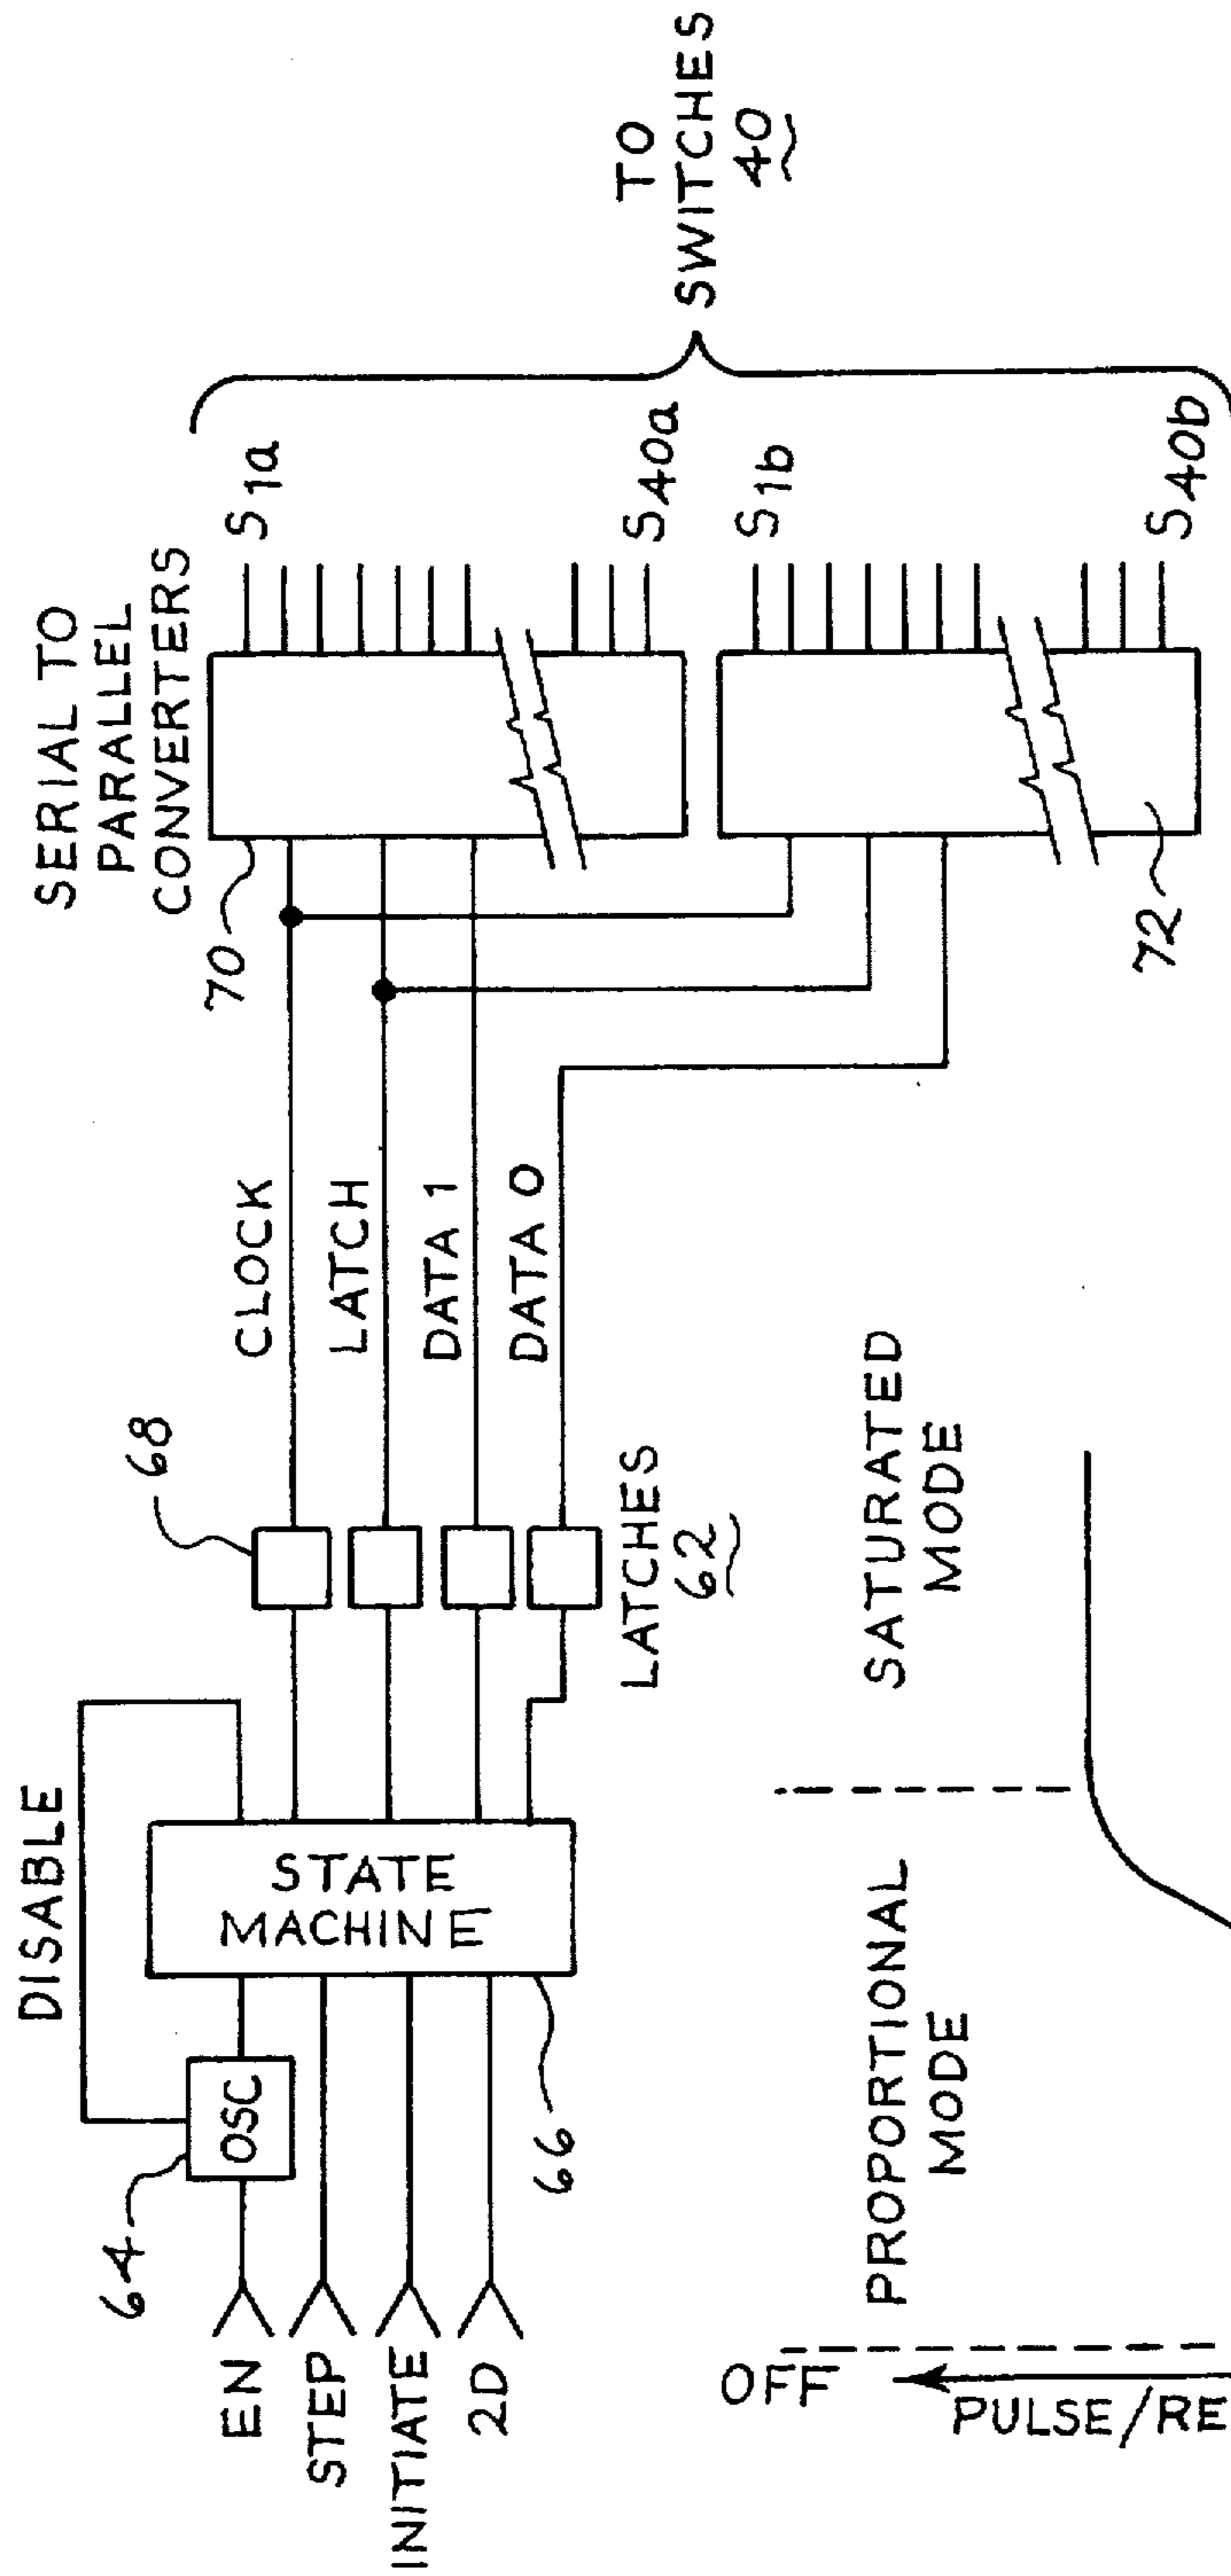 DISABLE
64
OSC
EN
STEP
INITIATE
2D
STATE
MACHINE
66
68
CLOCK
LATCH
DATA 1
DATA 0
LATCHES
62
SERIAL TO
PARALLEL
CONVERTERS
70
72
S1a
S40a
S1b
S40b
TO
SWITCHES
40
OFF
PROPORTIONAL
MODE
SATURATED
MODE
PULSE/RE